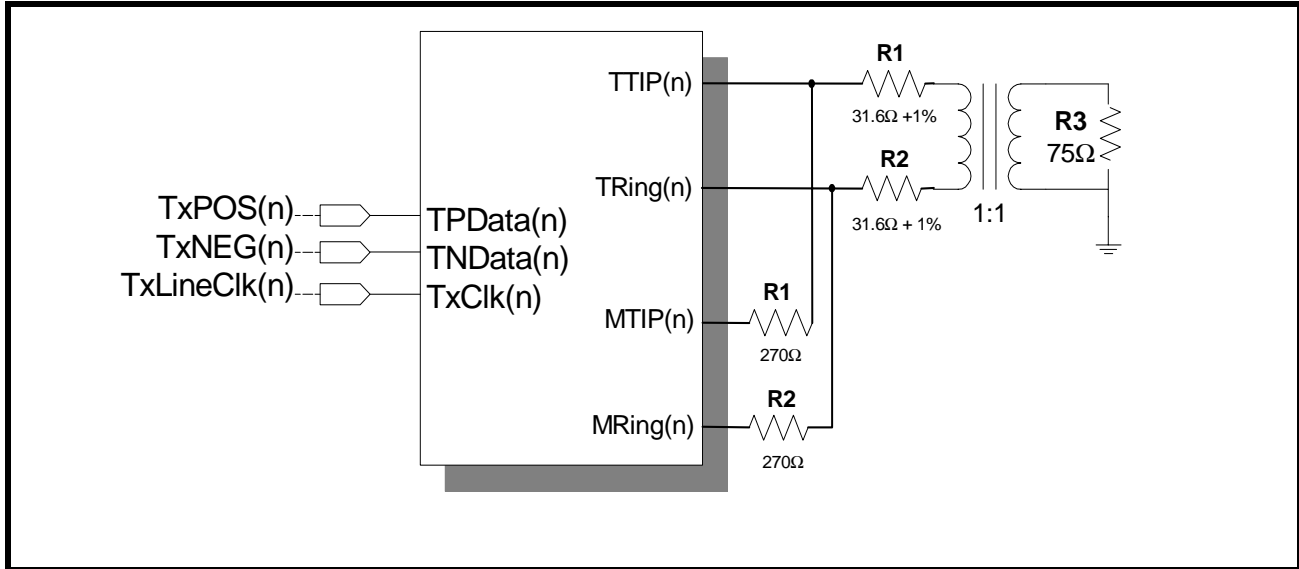 R1
TTIP(n)
31.6Ω +1%
R3
75Ω
R2
TRing(n)
31.6Ω + 1%
1:1
TxPOS(n)
TPData(n)
TxNEG(n)
TNData(n)
TxLineClk(n)
TxClk(n)
R1
MTIP(n)
270Ω
R2
MRing(n)
270Ω